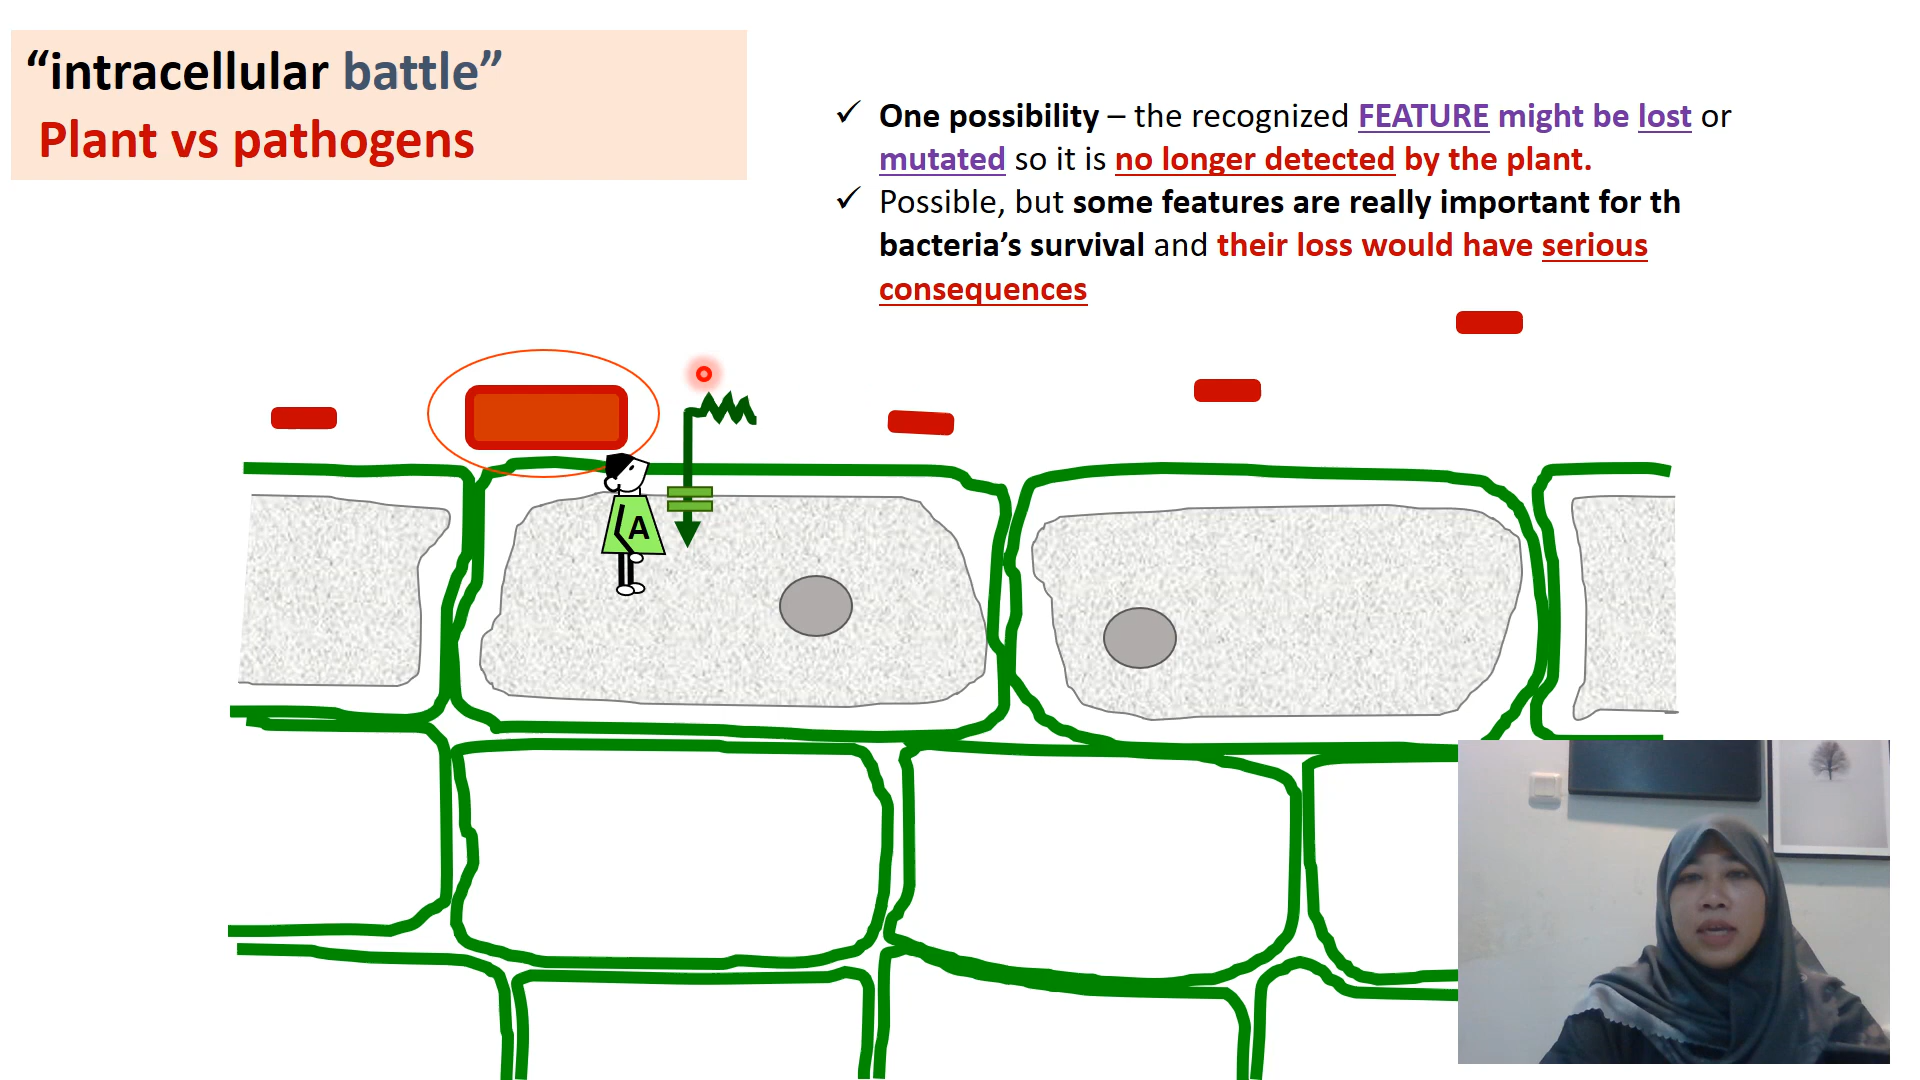 “intracellular battle”
Plant vs pathogens
✓ One possibility – the recognized FEATURE might be lost or
mutated so it is no longer detected by the plant.
✓ Possible, but some features are really important for th
bacteria’s survival and their loss would have serious
consequences
A